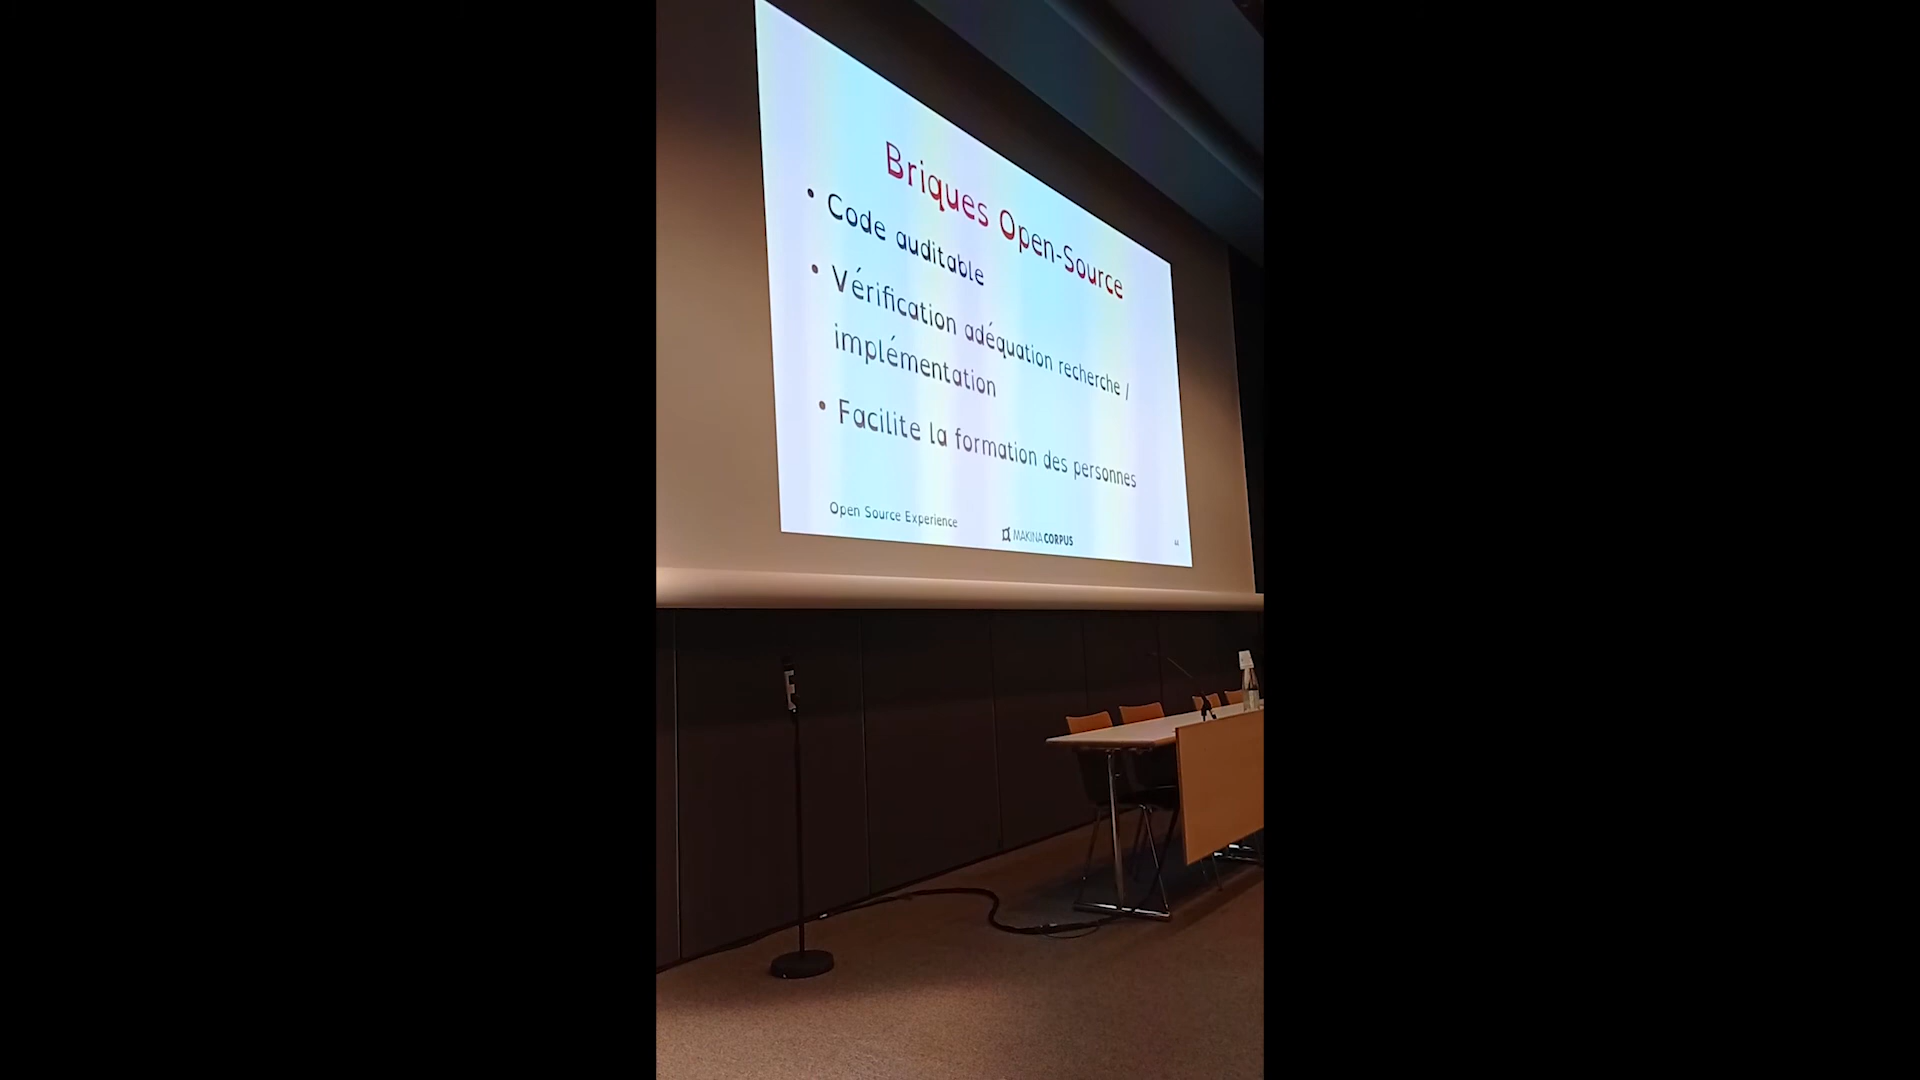 Briques Open-Source
• Code auditable
• Vérification adéquation recherche /
implémentation
• Facilite la formation des personnes
Open Source Experience
MAKINA CORPUS